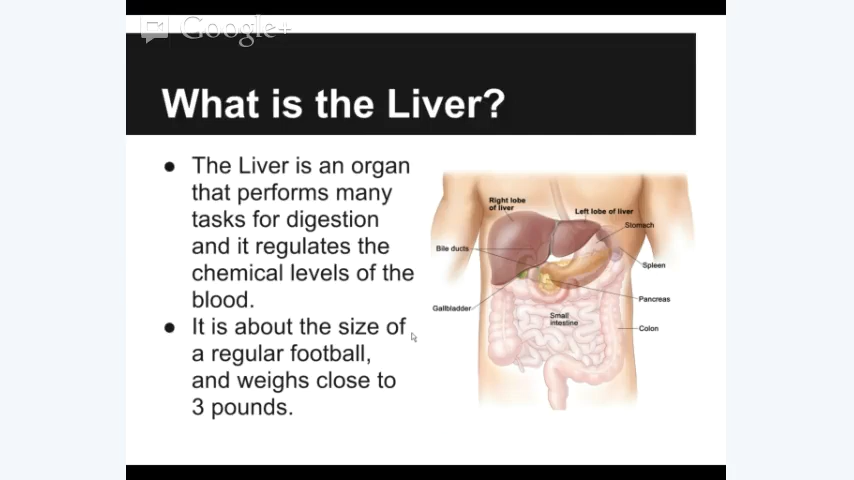 Google+
What is the Liver?
● The Liver is an organ
that performs many
tasks for digestion
and it regulates the
chemical levels of the
blood.
● It is about the size of
a regular football,
and weighs close to
3 pounds.
Right lobe
of liver
Left lobe of liver
Stomach
Bile ducts
Spleen
Pancreas
Gallbladder
Small
intestine
Colon